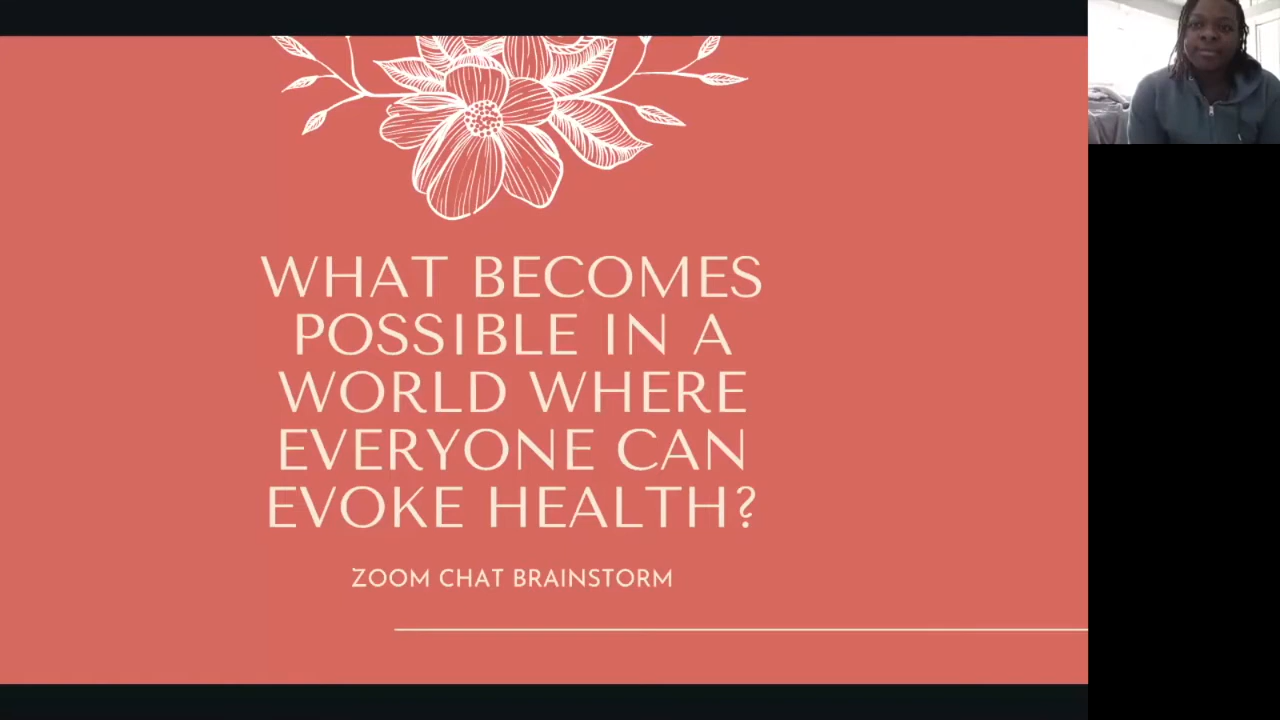 WHAT BECOMES
POSSIBLE IN A
WORLD WHERE
EVERYONE CAN
EVOKE HEALTH?
ZOOM CHAT BRAINSTORM